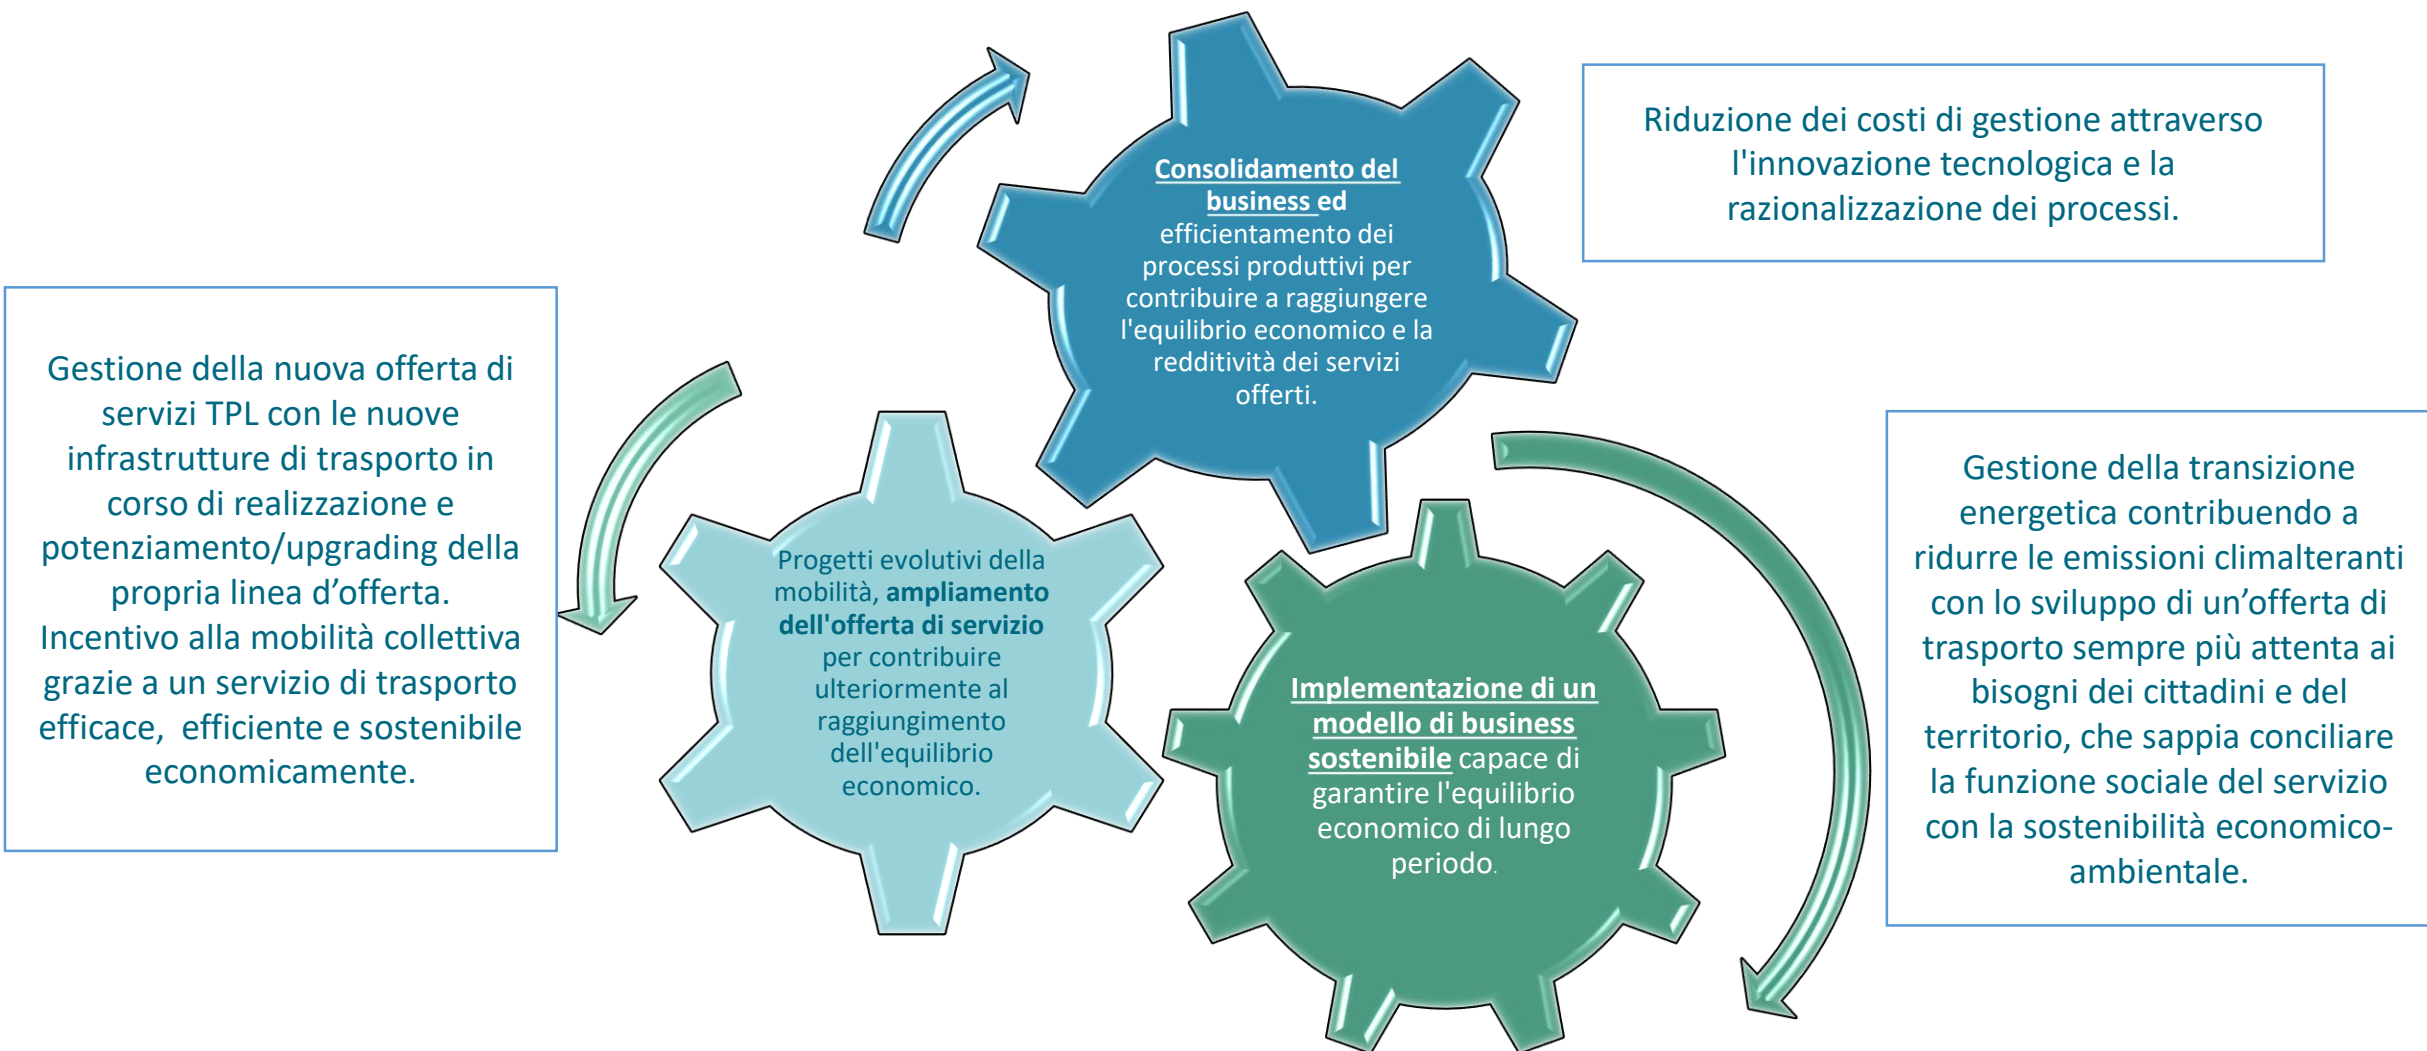 Consolidamento del
business ed
efficientamento dei
processi produttivi per
contribuire a raggiungere
l'equilibrio economico e la
redditività dei servizi
offerti.
Riduzione dei costi di gestione attraverso
l'innovazione tecnologica e la
razionalizzazione dei processi.
Gestione della nuova offerta di
servizi TPL con le nuove
infrastrutture di trasporto in
corso di realizzazione e
potenziamento/upgrading della
propria linea d’offerta.
Incentivo alla mobilità collettiva
grazie a un servizio di trasporto
efficace,  efficiente e sostenibile
economicamente.
Progetti evolutivi della
mobilità, ampliamento
dell'offerta di servizio
per contribuire
ulteriormente al
raggiungimento
dell'equilibrio
economico.
Implementazione di un
modello di business
sostenibile capace di
garantire l'equilibrio
economico di lungo
periodo.
Gestione della transizione
energetica contribuendo a
ridurre le emissioni climalteranti
con lo sviluppo di un’offerta di
trasporto sempre più attenta ai
bisogni dei cittadini e del
territorio, che sappia conciliare
la funzione sociale del servizio
con la sostenibilità economico-
ambientale.